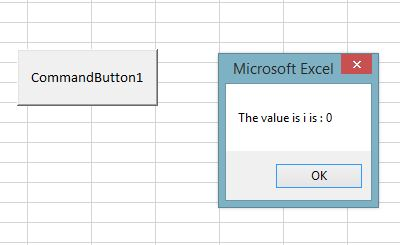 Microsoft Excel
CommandButton1
The value is i is : 0
OK